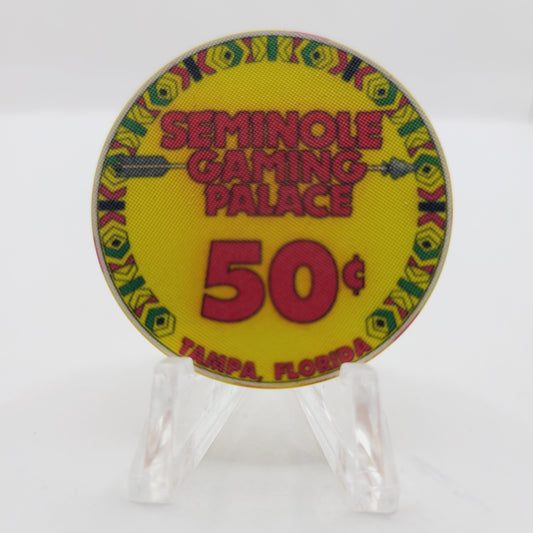 SEMINOLE
GAMING
PALACE
50¢
TAMPA, FLORIDA